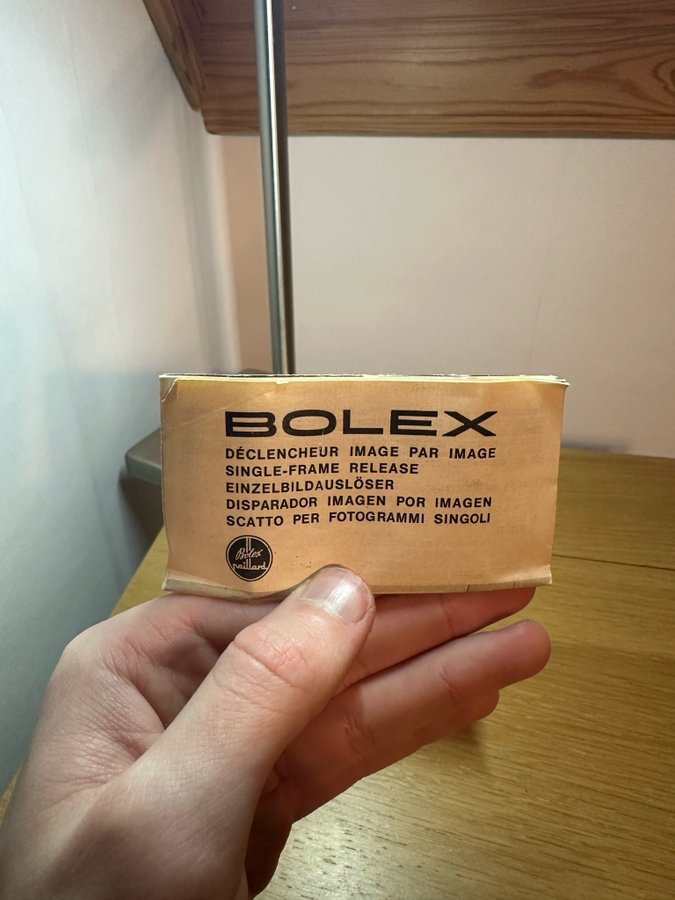 BOLEX
DÉCLENCHEUR IMAGE PAR IMAGE
SINGLE-FRAME RELEASE
EINZELBILDAUSLÖSER
DISPARADOR IMAGEN POR IMAGEN
SCATTO PER FOTOGRAMMI SINGOLI
Bolex
paillard